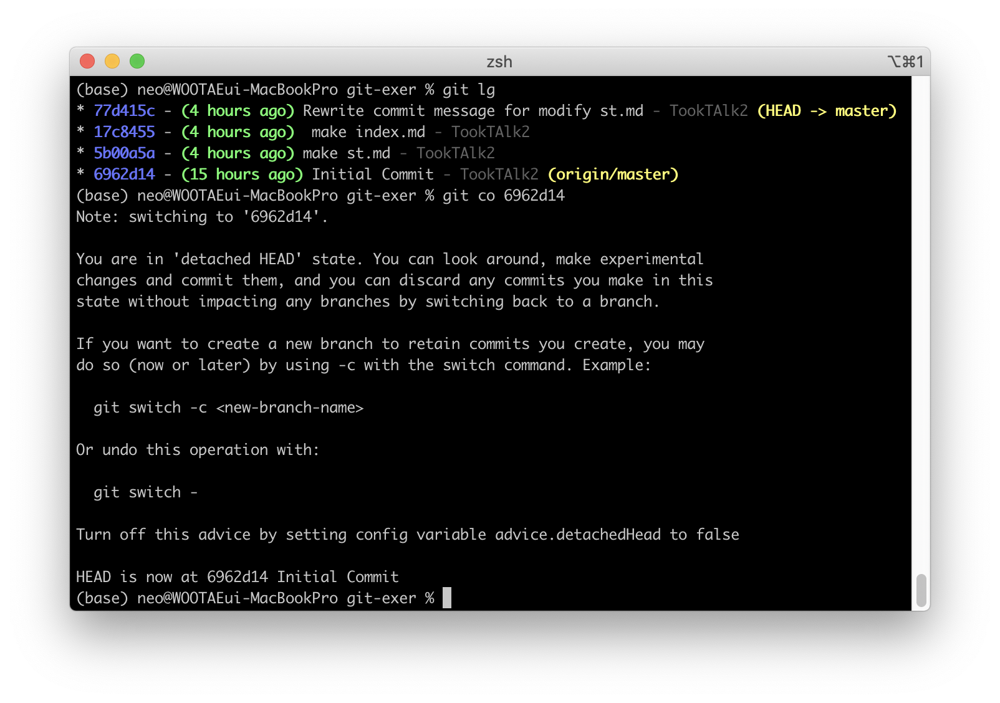 zsh
⌥⌘1
(base) neo@WOOTAEui-MacBookPro git-exer % git lg
* 77d415c - (4 hours ago) Rewrite commit message for modify st.md - TookTAlk2 (HEAD -> master)
* 17c8455 - (4 hours ago)  make index.md - TookTAlk2
* 5b00a5a - (4 hours ago) make st.md - TookTAlk2
* 6962d14 - (15 hours ago) Initial Commit - TookTAlk2 (origin/master)
(base) neo@WOOTAEui-MacBookPro git-exer % git co 6962d14
Note: switching to '6962d14'.

You are in 'detached HEAD' state. You can look around, make experimental
changes and commit them, and you can discard any commits you make in this
state without impacting any branches by switching back to a branch.

If you want to create a new branch to retain commits you create, you may
do so (now or later) by using -c with the switch command. Example:

  git switch -c <new-branch-name>

Or undo this operation with:

  git switch -

Turn off this advice by setting config variable advice.detachedHead to false

HEAD is now at 6962d14 Initial Commit
(base) neo@WOOTAEui-MacBookPro git-exer %